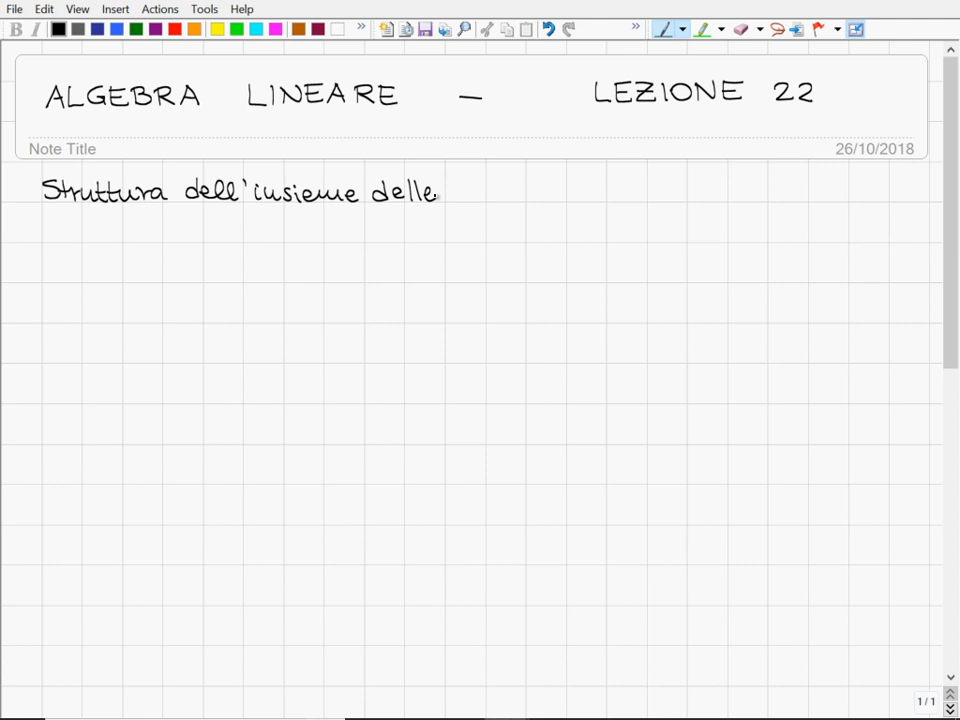 File Edit View Insert Actions Tools Help
B I
ALGEBRA LINEARE - LEZIONE 22
Note Title 26/10/2018
Struttura dell'insieme delle
1/1